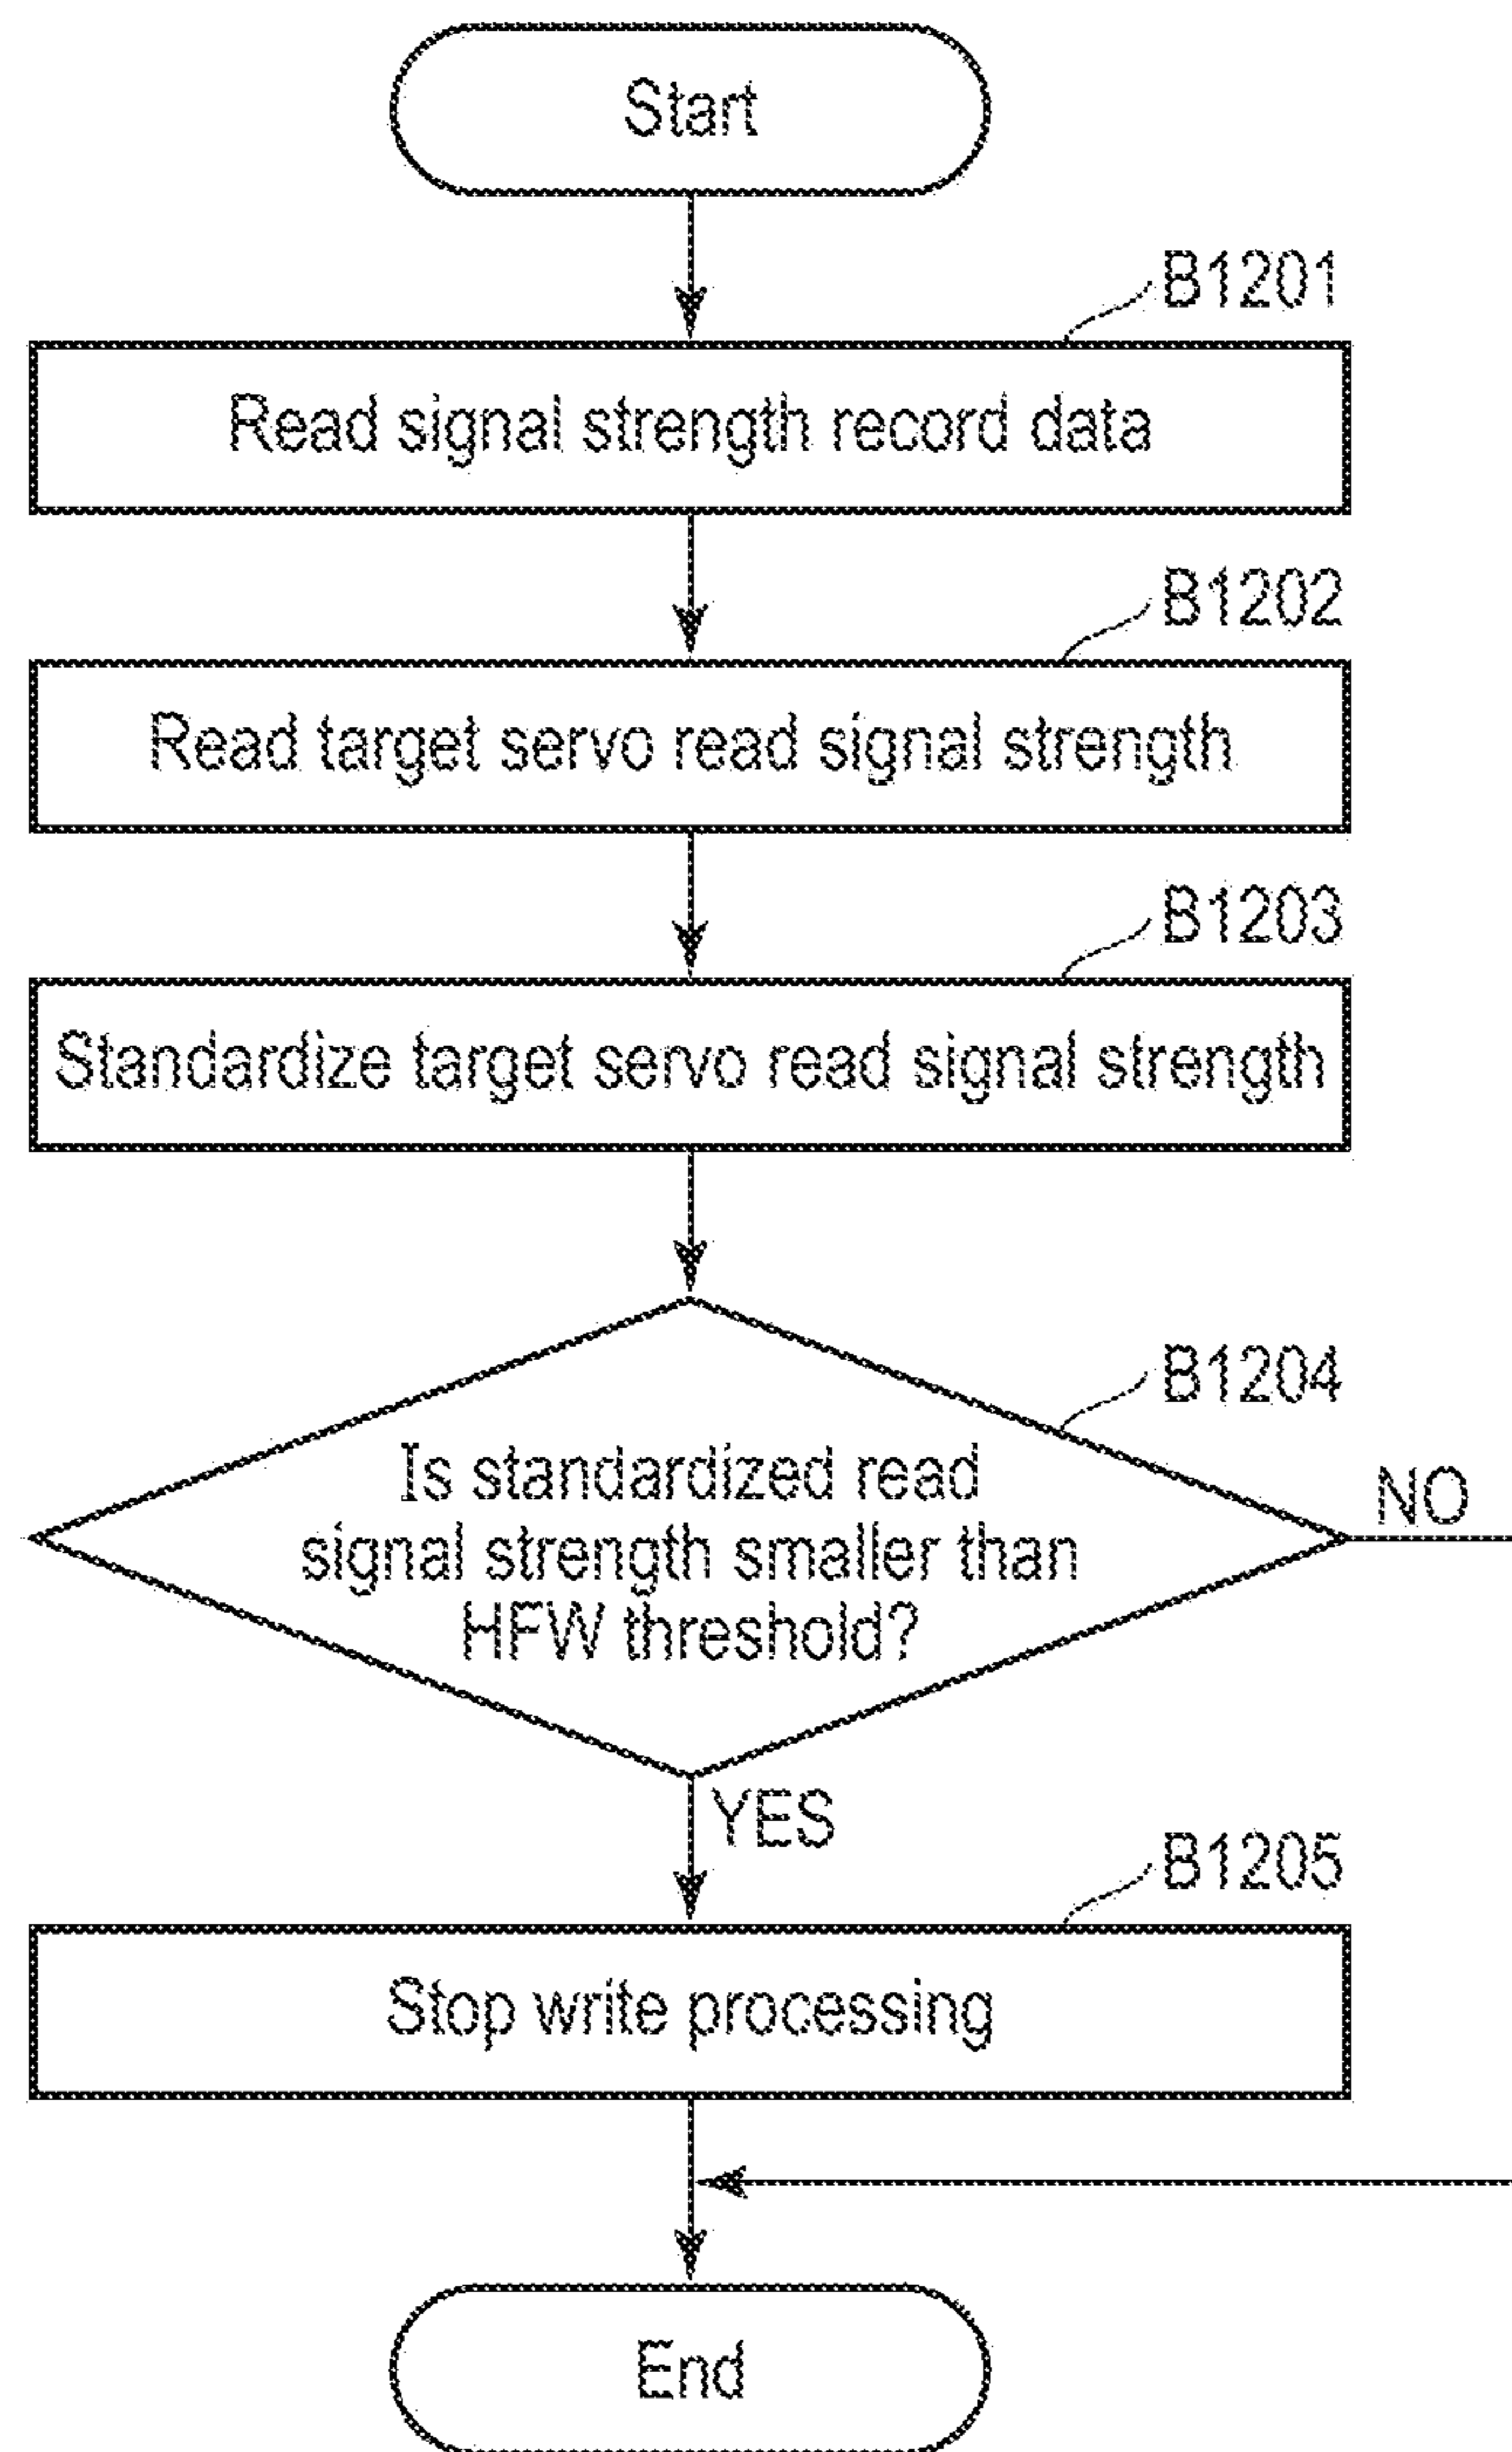 Start
B1201
Read signal strength record data
B1202
Read target servo read signal strength
B1203
Standardize target servo read signal strength
B1204
Is standardized read
signal strength smaller than
HFW threshold?
NO
YES
B1205
Stop write processing
End